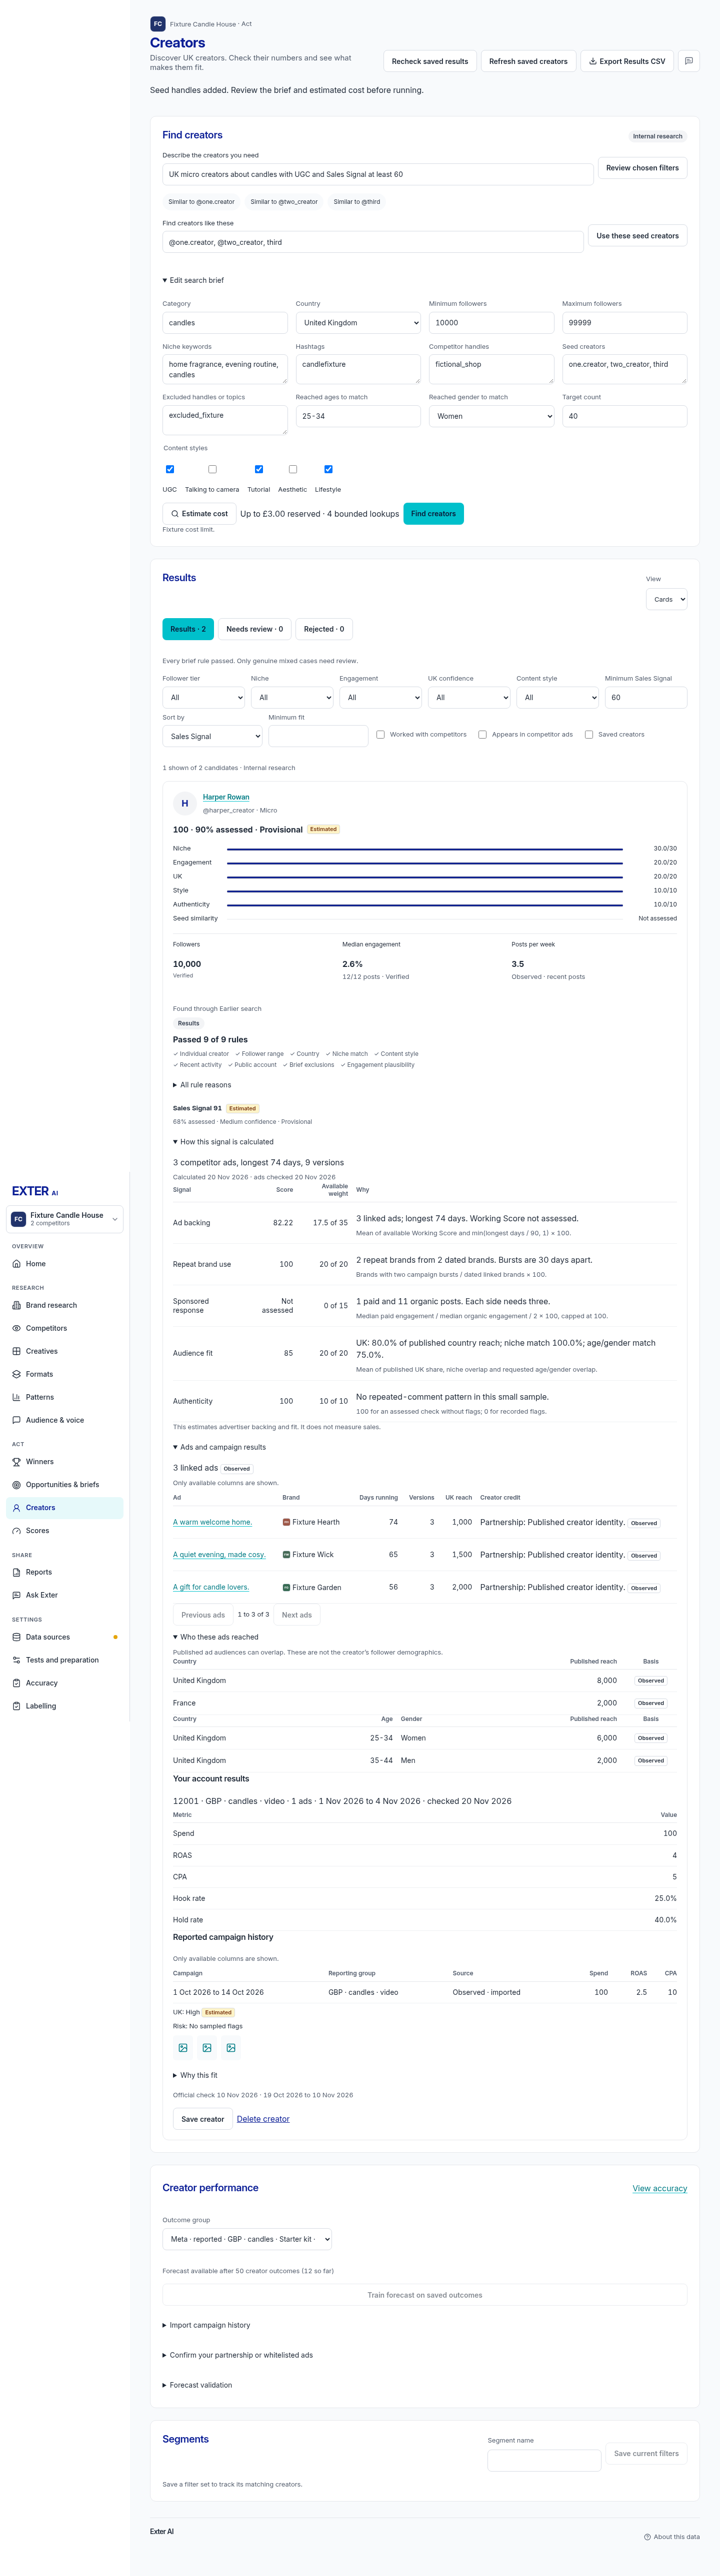 FC Fixture Candle House · Act
Creators
Discover UK creators. Check their numbers and see what
makes them fit.
Recheck saved results
Refresh saved creators
Export Results CSV
Seed handles added. Review the brief and estimated cost before running.
Find creators
Internal research
Describe the creators you need
UK micro creators about candles with UGC and Sales Signal at least 60
Review chosen filters
Similar to @one.creator Similar to @two_creator Similar to @third
Find creators like these
@one.creator, @two_creator, third
Use these seed creators
Edit search brief
Category Country Minimum followers Maximum followers
candles United Kingdom 10000 99999
Niche keywords Hashtags Competitor handles Seed creators
home fragrance, evening routine,
candles
candlefixture fictional_shop one.creator, two_creator, third
Excluded handles or topics Reached ages to match Reached gender to match Target count
excluded_fixture 25-34 Women 40
Content styles
UGC Talking to camera Tutorial Aesthetic Lifestyle
Estimate cost Up to £3.00 reserved · 4 bounded lookups Find creators
Fixture cost limit.
Results
View
Cards
Results · 2 Needs review · 0 Rejected · 0
Every brief rule passed. Only genuine mixed cases need review.
Follower tier Niche Engagement UK confidence Content style Minimum Sales Signal
All All All All All 60
Sort by Minimum fit
Sales Signal
Worked with competitors Appears in competitor ads Saved creators
1 shown of 2 candidates · Internal research
H Harper Rowan
@harper_creator · Micro
100 · 90% assessed · Provisional Estimated
Niche 30.0/30
Engagement 20.0/20
UK 20.0/20
Style 10.0/10
Authenticity 10.0/10
Seed similarity Not assessed
Followers Median engagement Posts per week
10,000 2.6% 3.5
Verified 12/12 posts · Verified Observed · recent posts
Found through Earlier search
Results
Passed 9 of 9 rules
✓ Individual creator ✓ Follower range ✓ Country ✓ Niche match ✓ Content style
✓ Recent activity ✓ Public account ✓ Brief exclusions ✓ Engagement plausibility
All rule reasons
Sales Signal 91 Estimated
68% assessed · Medium confidence · Provisional
How this signal is calculated
3 competitor ads, longest 74 days, 9 versions
Calculated 20 Nov 2026 · ads checked 20 Nov 2026
Signal Score Available weight Why
Ad backing 82.22 17.5 of 35 3 linked ads; longest 74 days. Working Score not assessed.
Mean of available Working Score and min(longest days / 90, 1) × 100.
Repeat brand use 100 20 of 20 2 repeat brands from 2 dated brands. Bursts are 30 days apart.
Brands with two campaign bursts / dated linked brands × 100.
Sponsored response Not assessed 0 of 15 1 paid and 11 organic posts. Each side needs three.
Median paid engagement / median organic engagement / 2 × 100, capped at 100.
Audience fit 85 20 of 20 UK: 80.0% of published country reach; niche match 100.0%; age/gender match
75.0%.
Mean of published UK share, niche overlap and requested age/gender overlap.
Authenticity 100 10 of 10 No repeated-comment pattern in this small sample.
100 for an assessed check without flags; 0 for recorded flags.
This estimates advertiser backing and fit. It does not measure sales.
Ads and campaign results
3 linked ads Observed
Only available columns are shown.
Ad Brand Days running Versions UK reach Creator credit
A warm welcome home. Fixture Hearth 74 3 1,000 Partnership: Published creator identity. Observed
A quiet evening, made cosy. Fixture Wick 65 3 1,500 Partnership: Published creator identity. Observed
A gift for candle lovers. Fixture Garden 56 3 2,000 Partnership: Published creator identity. Observed
Previous ads 1 to 3 of 3 Next ads
Who these ads reached
Published ad audiences can overlap. These are not the creator's follower demographics.
Country Published reach Basis
United Kingdom 8,000 Observed
France 2,000 Observed
Country Age Gender Published reach Basis
United Kingdom 25-34 Women 6,000 Observed
United Kingdom 35-44 Men 2,000 Observed
Your account results
12001 · GBP · candles · video · 1 ads · 1 Nov 2026 to 4 Nov 2026 · checked 20 Nov 2026
Metric Value
Spend 100
ROAS 4
CPA 5
Hook rate 25.0%
Hold rate 40.0%
Reported campaign history
Only available columns are shown.
Campaign Reporting group Source Spend ROAS CPA
1 Oct 2026 to 14 Oct 2026 GBP · candles · video Observed · imported 100 2.5 10
UK: High Estimated
Risk: No sampled flags
Why this fit
Official check 10 Nov 2026 · 19 Oct 2026 to 10 Nov 2026
Save creator Delete creator
Creator performance
View accuracy
Outcome group
Meta · reported · GBP · candles · Starter kit ·
Forecast available after 50 creator outcomes (12 so far)
Train forecast on saved outcomes
Import campaign history
Confirm your partnership or whitelisted ads
Forecast validation
Segments
Segment name
Save current filters
Save a filter set to track its matching creators.
Exter AI
About this data
EXTER AI
FC Fixture Candle House
2 competitors
OVERVIEW
Home
RESEARCH
Brand research
Competitors
Creatives
Formats
Patterns
Audience & voice
ACT
Winners
Opportunities & briefs
Creators
Scores
SHARE
Reports
Ask Exter
SETTINGS
Data sources
Tests and preparation
Accuracy
Labelling